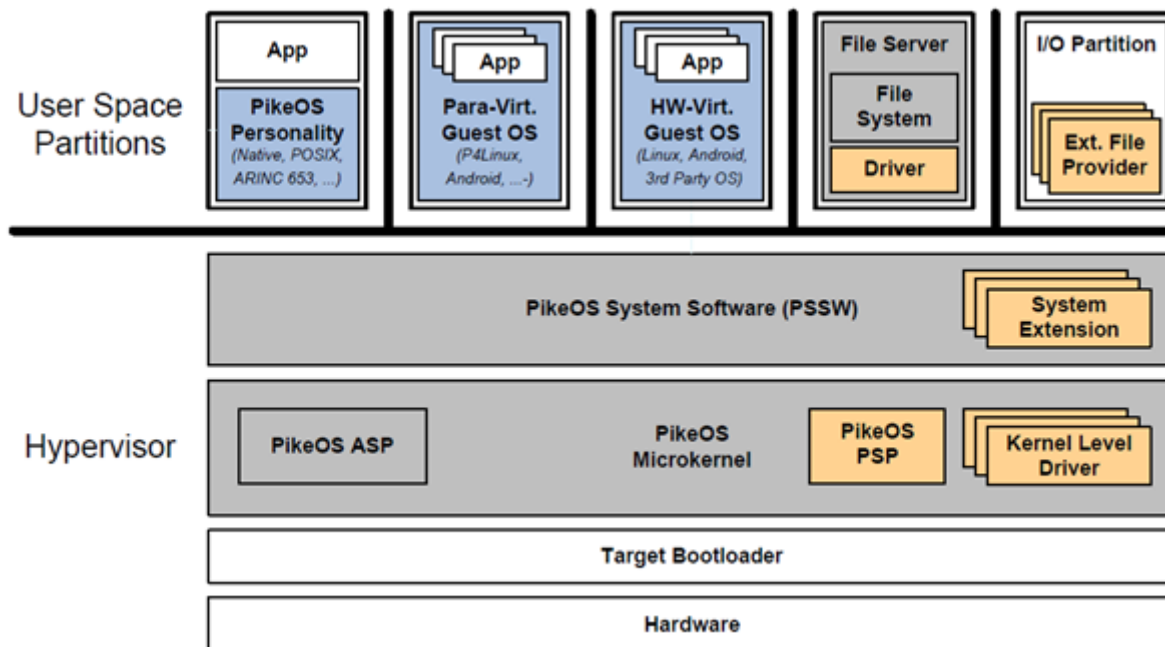 User Space
Partitions
App
PikeOS
Personality
(Native, POSIX,
ARINC 653, ...)
App
Para-Virt.
Guest OS
(P4Linux,
Android, ...-)
App
HW-Virt.
Guest OS
(Linux, Android,
3rd Party OS)
File Server
File
System
Driver
I/O Partition
Ext. File
Provider
Hypervisor
PikeOS System Software (PSSW)
System
Extension
PikeOS ASP
PikeOS
Microkernel
PikeOS
PSP
Kernel Level
Driver
Target Bootloader
Hardware